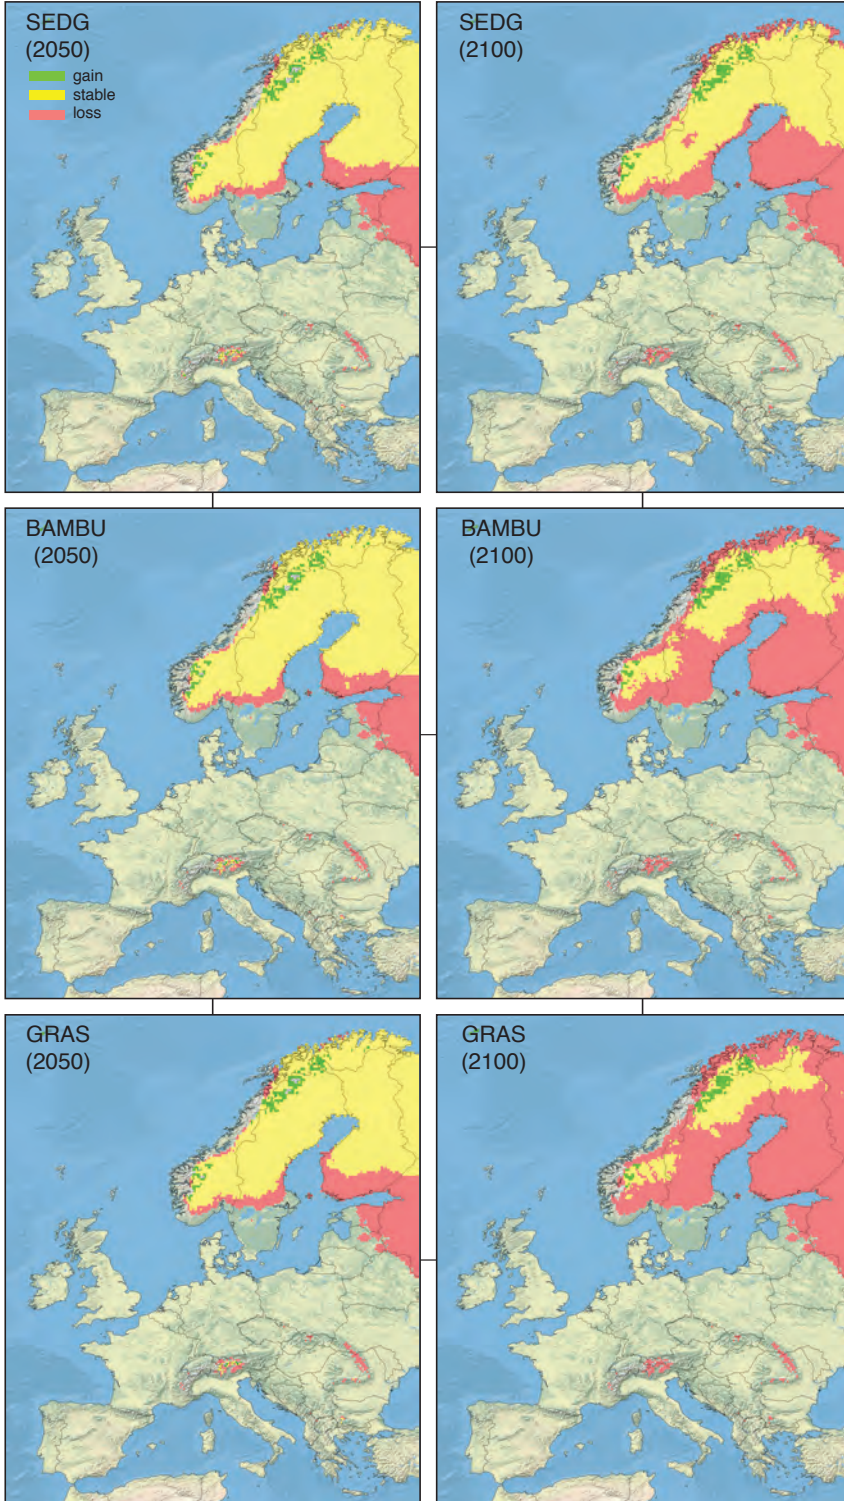 SEDG
(2050)
gain
stable
loss
SEDG
(2100)
BAMBU
(2050)
BAMBU
(2100)
GRAS
(2050)
GRAS
(2100)